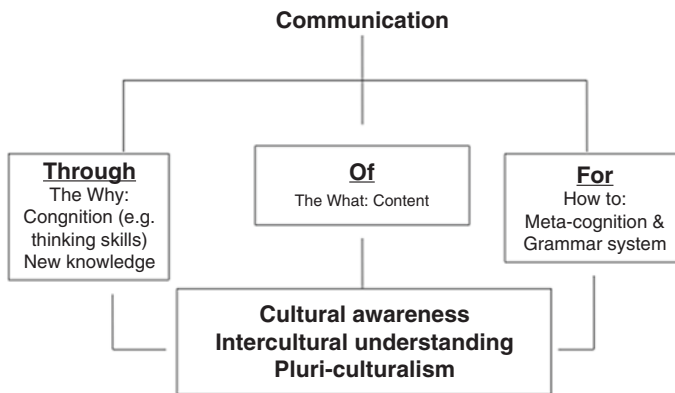 Communication
Through
The Why:
Congnition (e.g.
thinking skills)
New knowledge
Of
The What: Content
For
How to:
Meta-cognition &
Grammar system
Cultural awareness
Intercultural understanding
Pluri-culturalism